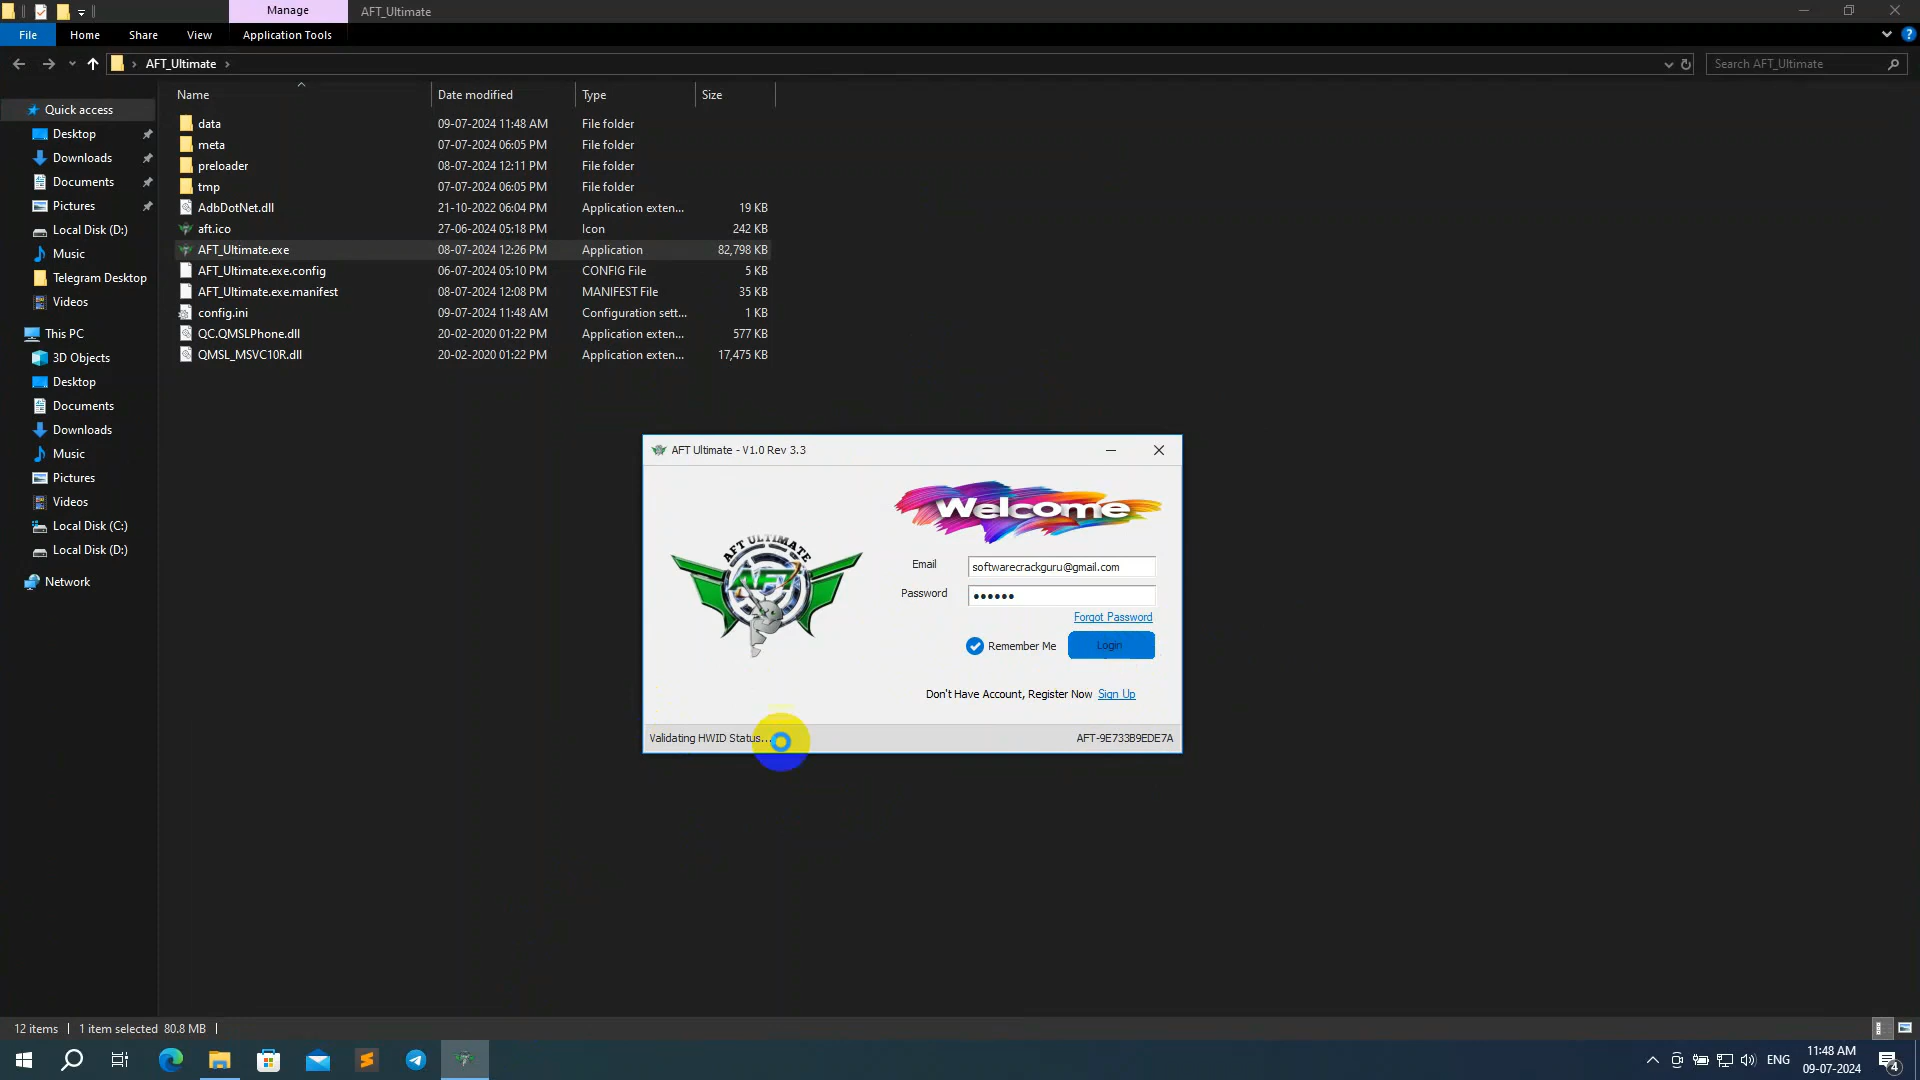 Manage
AFT_Ultimate
File
Home
Share
View
Application Tools
AFT_Ultimate
Search AFT_Ultimate
Name
Date modified
Type
Size
data 09-07-2024 11:48 AM File folder
meta 07-07-2024 06:05 PM File folder
preloader 08-07-2024 12:11 PM File folder
tmp 07-07-2024 06:05 PM File folder
AdbDotNet.dll 21-10-2022 06:04 PM Application exten... 19 KB
aft.ico 27-06-2024 05:18 PM Icon 242 KB
AFT_Ultimate.exe 08-07-2024 12:26 PM Application 82,798 KB
AFT_Ultimate.exe.config 06-07-2024 05:10 PM CONFIG File 5 KB
AFT_Ultimate.exe.manifest 08-07-2024 12:08 PM MANIFEST File 35 KB
config.ini 09-07-2024 11:48 AM Configuration sett... 1 KB
QC.QMSLPhone.dll 20-02-2020 01:22 PM Application exten... 577 KB
QMSL_MSVC10R.dll 20-02-2020 01:22 PM Application exten... 17,475 KB
Quick access
Desktop
Downloads
Documents
Pictures
Local Disk (D:)
Music
Telegram Desktop
Videos
This PC
3D Objects
Desktop
Documents
Downloads
Music
Pictures
Videos
Local Disk (C:)
Local Disk (D:)
Network
AFT Ultimate - V1.0 Rev 3.3
Welcome
AFT ULTIMATE
AFT
Email softwarecrackguru@gmail.com
Password ••••••
Forgot Password
Remember Me
Login
Don't Have Account, Register Now Sign Up
Validating HWID Status...
AFT-9E733B9EDE7A
12 items
1 item selected 80.8 MB
ENG
11:48 AM
09-07-2024
4